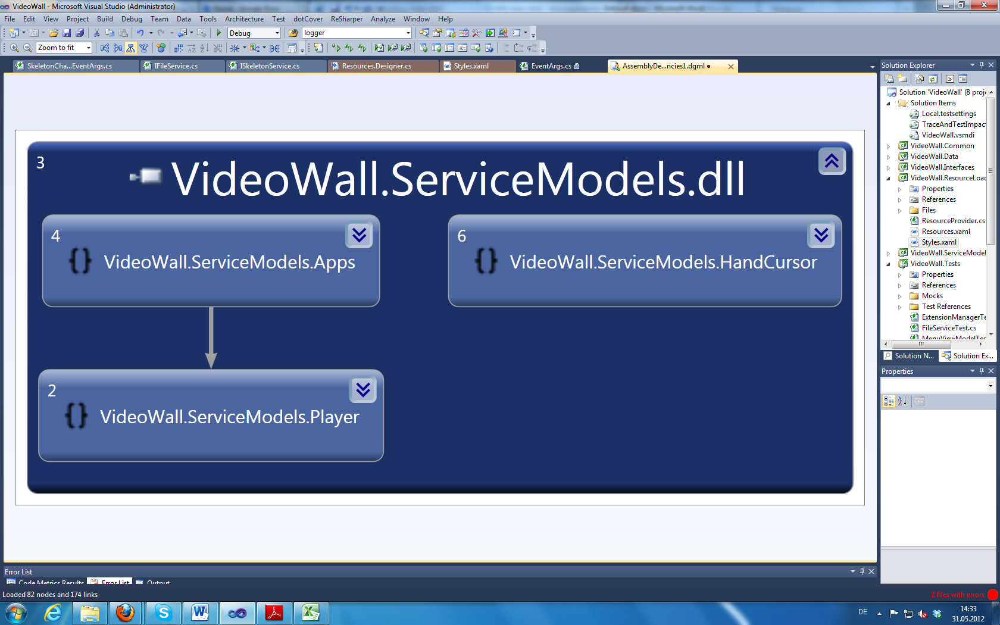 VideoWall - Microsoft Visual Studio (Administrator)
File Edit View Project Build Debug Team Data Tools Architecture Test dotCover ReSharper Analyze Window Help
Debug logger
Zoom to fit
SkeletonCha...EventArgs.cs IFileService.cs ISkeletonService.cs Resources.Designer.cs Styles.xaml EventArgs.cs AssemblyDe...ncies1.dgml
3
VideoWall.ServiceModels.dll
4
VideoWall.ServiceModels.Apps
6
VideoWall.ServiceModels.HandCursor
2
VideoWall.ServiceModels.Player
Solution Explorer
Solution 'VideoWall' (8 proj
Solution Items
Local.testsettings
TraceAndTestImpac
VideoWall.vsmdi
VideoWall.Common
VideoWall.Data
VideoWall.Interfaces
VideoWall.ResourceLoad
Properties
References
Files
ResourceProvider.cs
Resources.xaml
Styles.xaml
VideoWall.ServiceModel
VideoWall.Tests
Properties
References
Mocks
Test References
ExtensionManagerTe
FileServiceTest.cs
MenuViewModelTes
Solution N... Solution Ex...
Properties
Error List
Code Metrics Results Error List Output
Loaded 82 nodes and 174 links
2 files with errors
DE
14:33
31.05.2012